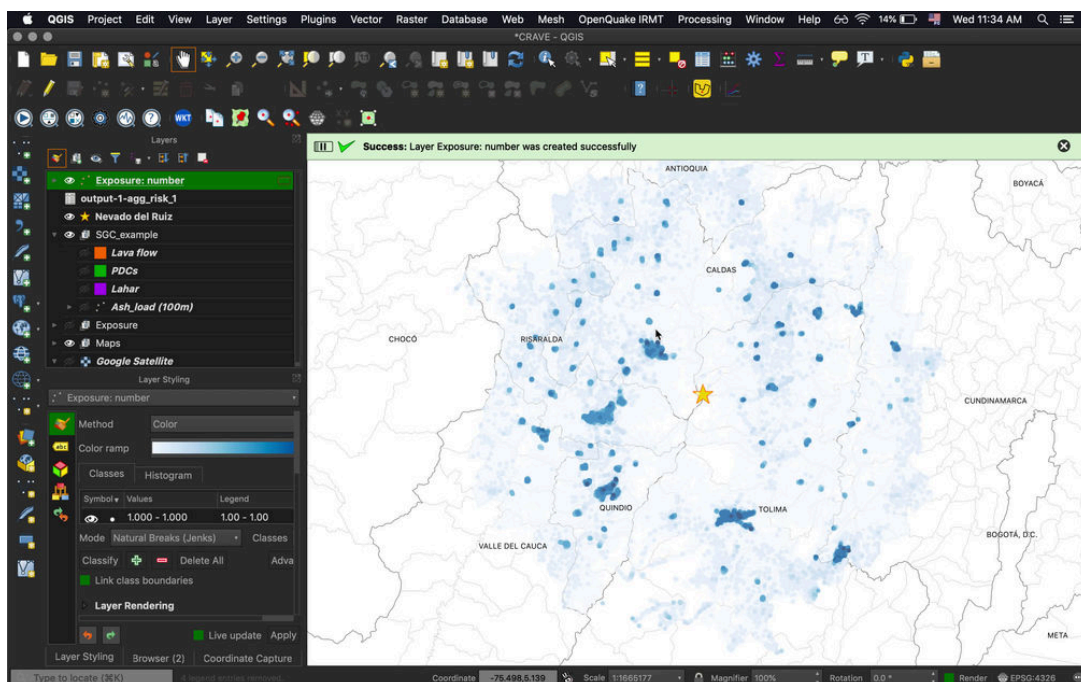 QGIS Project Edit View Layer Settings Plugins Vector Raster Database Web Mesh OpenQuake IRMT Processing Window Help 14% Wed 11:34 AM
*CRAVE - QGIS
WKT
Layers
Exposure: number
output-1-agg_risk_1
Nevado del Ruiz
SGC_example
Lava flow
PDCs
Lahar
Ash_load (100m)
Exposure
Maps
Google Satellite
Layer Styling
Exposure: number
Method Color
Color ramp
Classes Histogram
Symbol Values Legend
1.000 - 1.000 1.00 - 1.00
Mode Natural Breaks (Jenks) Classes
Classify Delete All Adva
Link class boundaries
Layer Rendering
Live update Apply
Layer Styling Browser (2) Coordinate Capture
Success: Layer Exposure: number was created successfully
ANTIOQUIA
BOYACÁ
CALDAS
CHOCÓ
RISARALDA
CUNDINAMARCA
QUINDIO
TOLIMA
VALLE DEL CAUCA
BOGOTÁ, D.C.
META
Type to locate (⌘K) 4 legend entries removed. Coordinate -75.498,5.139 Scale 1:1665177 Magnifier 100% Rotation 0.0 ° Render EPSG:4326